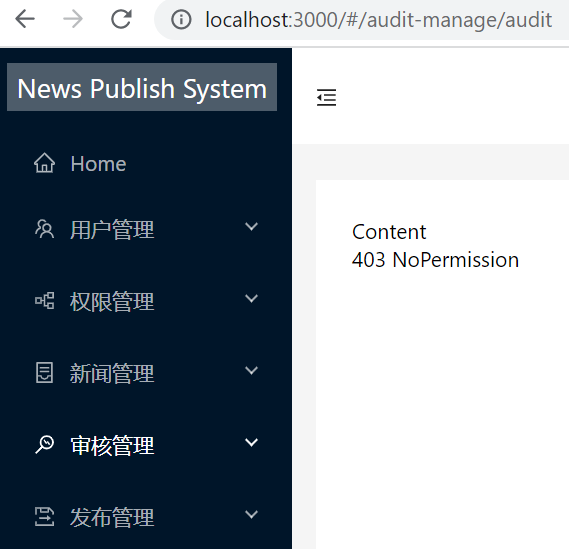 localhost:3000/#/audit-manage/audit
News Publish System
Home
用户管理
权限管理
新闻管理
审核管理
发布管理
Content
403 NoPermission